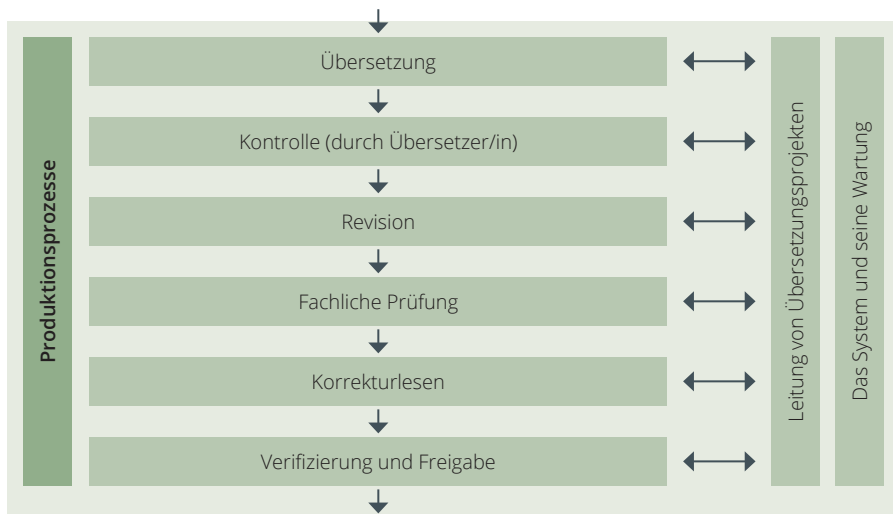 Produktionsprozesse
Übersetzung
Kontrolle (durch Übersetzer/in)
Revision
Fachliche Prüfung
Korrekturlesen
Verifizierung und Freigabe
Leitung von Übersetzungsprojekten
Das System und seine Wartung